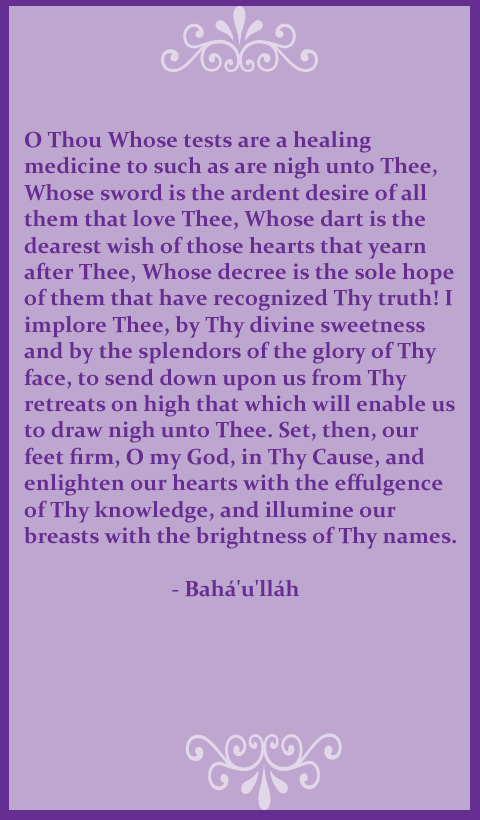 O Thou Whose tests are a healing
medicine to such as are nigh unto Thee,
Whose sword is the ardent desire of all
them that love Thee, Whose dart is the
dearest wish of those hearts that yearn
after Thee, Whose decree is the sole hope
of them that have recognized Thy truth! I
implore Thee, by Thy divine sweetness
and by the splendors of the glory of Thy
face, to send down upon us from Thy
retreats on high that which will enable us
to draw nigh unto Thee. Set, then, our
feet firm, O my God, in Thy Cause, and
enlighten our hearts with the effulgence
of Thy knowledge, and illumine our
breasts with the brightness of Thy names.
- Bahá'u'lláh